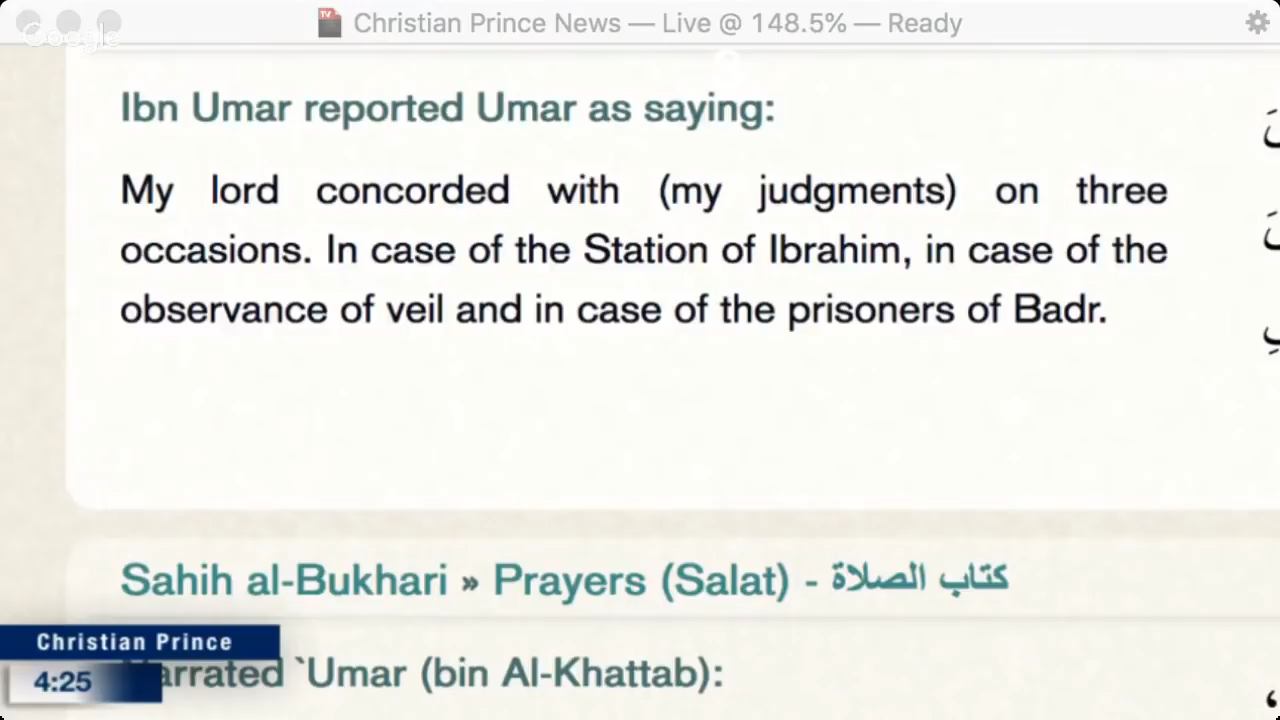 Christian Prince News — Live @ 148.5% — Ready
Google
Ibn Umar reported Umar as saying:
My lord concorded with (my judgments) on three
occasions. In case of the Station of Ibrahim, in case of the
observance of veil and in case of the prisoners of Badr.
Sahih al-Bukhari » Prayers (Salat) - كتاب الصلاة
Christian Prince
Narrated `Umar (bin Al-Khattab):
4:25